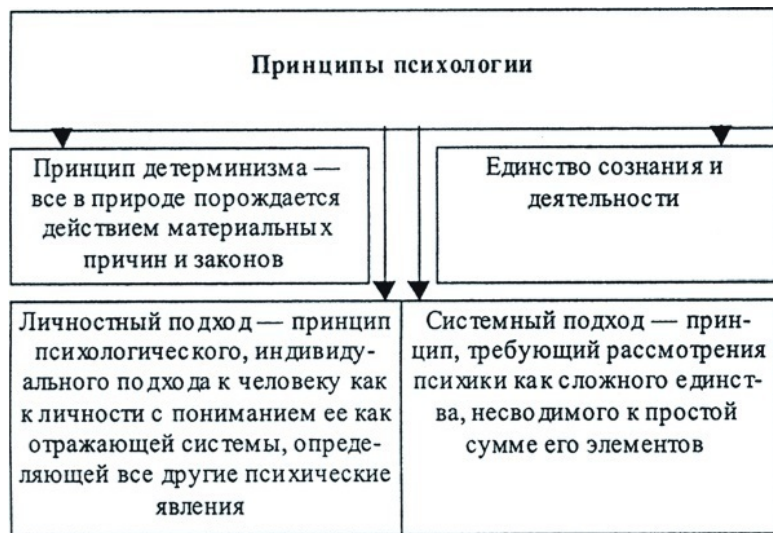 Принципы психологии
Принцип детерминизма —
все в природе порождается
действием материальных
причин и законов
Единство сознания и
деятельности
Личностный подход — принцип
психологического, индивиду-
ального подхода к человеку как
к личности с пониманием ее как
отражающей системы, опреде-
ляющей все другие психические
явления
Системный подход — прин-
цип, требующий рассмотрения
психики как сложного единст-
ва, несводимого к простой
сумме его элементов